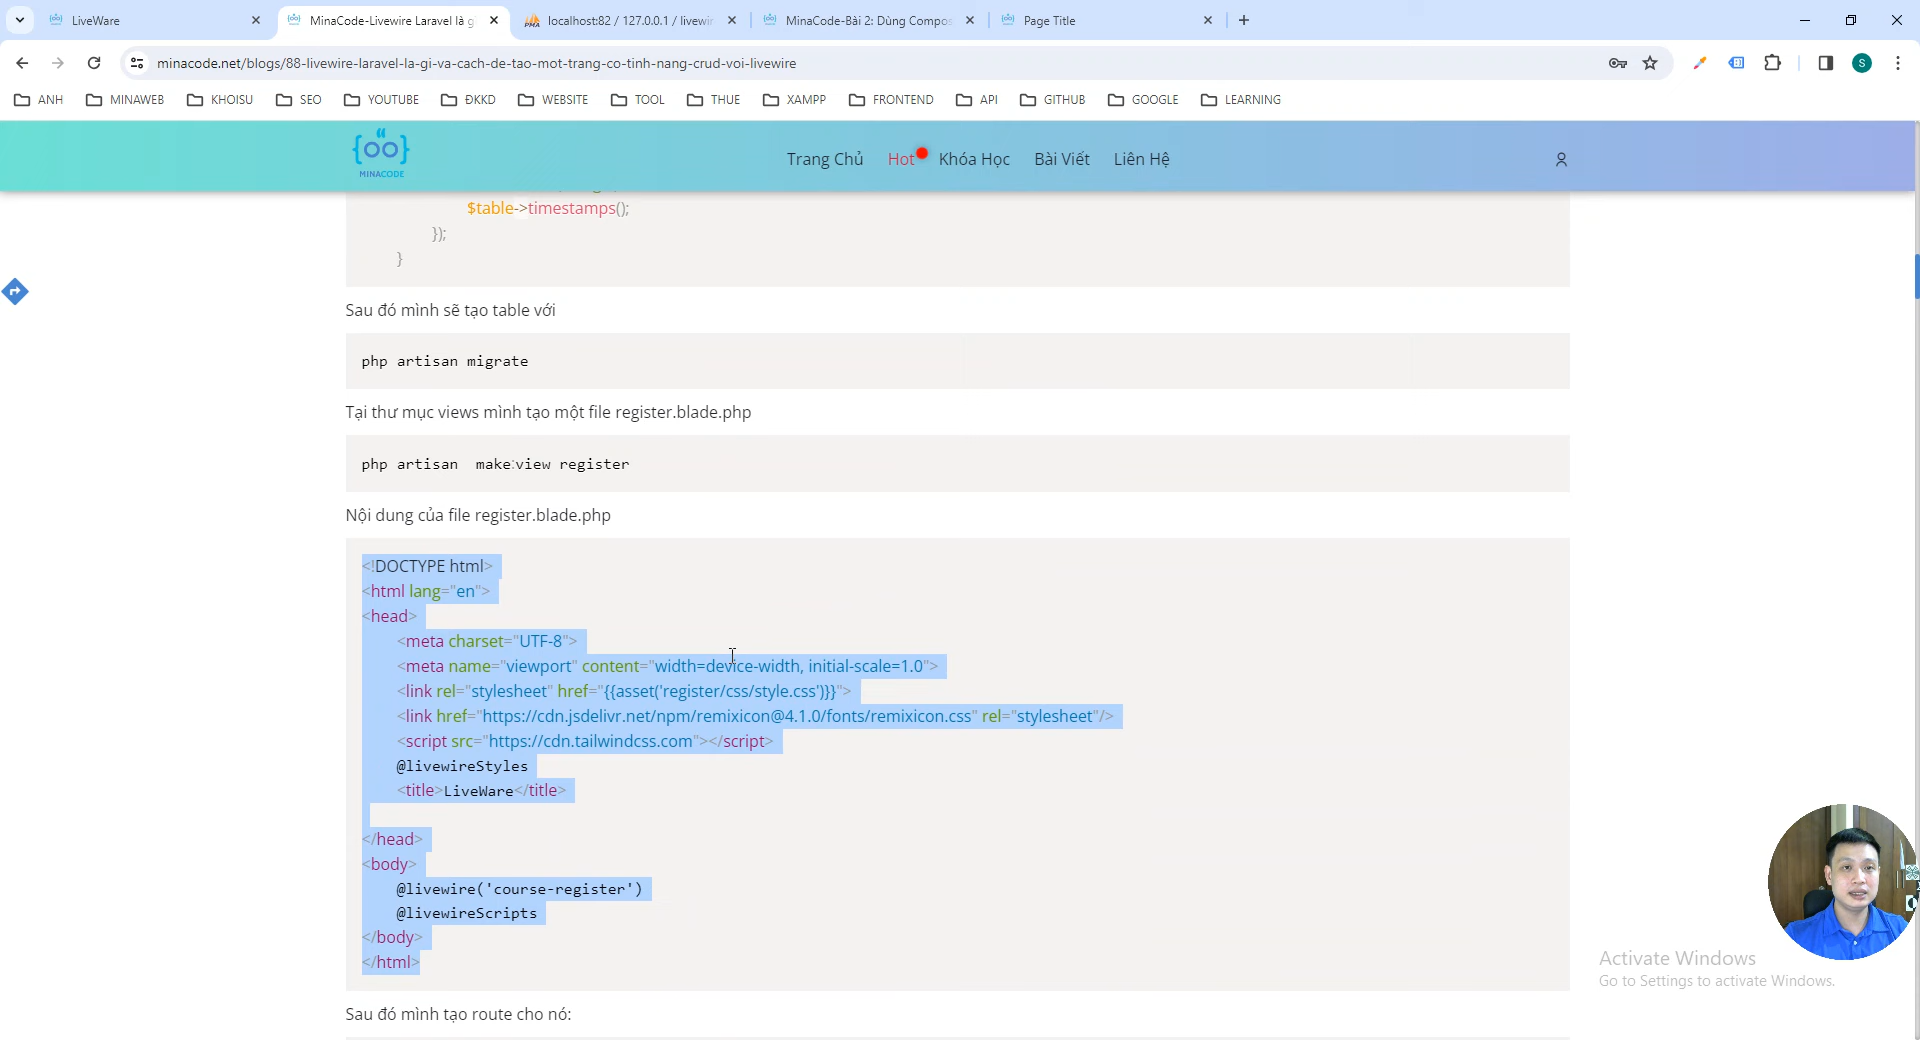 LiveWare
MinaCode-Livewire Laravel là g
localhost:82 / 127.0.0.1 / livewir
MinaCode-Bài 2: Dùng Compos
Page Title
minacode.net/blogs/88-livewire-laravel-la-gi-va-cach-de-tao-mot-trang-co-tinh-nang-crud-voi-livewire
S
ANH MINAWEB KHOISU SEO YOUTUBE ĐKKD WEBSITE TOOL THUE XAMPP FRONTEND API GITHUB GOOGLE LEARNING
MINACODE
Trang Chủ Hot Khóa Học Bài Viết Liên Hệ
$table->timestamps();
});
}
Sau đó mình sẽ tạo table với
php artisan migrate
Tại thư mục views mình tạo một file register.blade.php
php artisan  make:view register
Nội dung của file register.blade.php
<!DOCTYPE html>
<html lang="en">
<head>
<meta charset="UTF-8">
<meta name="viewport" content="width=device-width, initial-scale=1.0">
<link rel="stylesheet" href="{{asset('register/css/style.css')}}">
<link href="https://cdn.jsdelivr.net/npm/remixicon@4.1.0/fonts/remixicon.css" rel="stylesheet"/>
<script src="https://cdn.tailwindcss.com"></script>
@livewireStyles
<title>LiveWare</title>
</head>
<body>
@livewire('course-register')
@livewireScripts
</body>
</html>
Activate Windows
Go to Settings to activate Windows.
Sau đó mình tạo route cho nó: